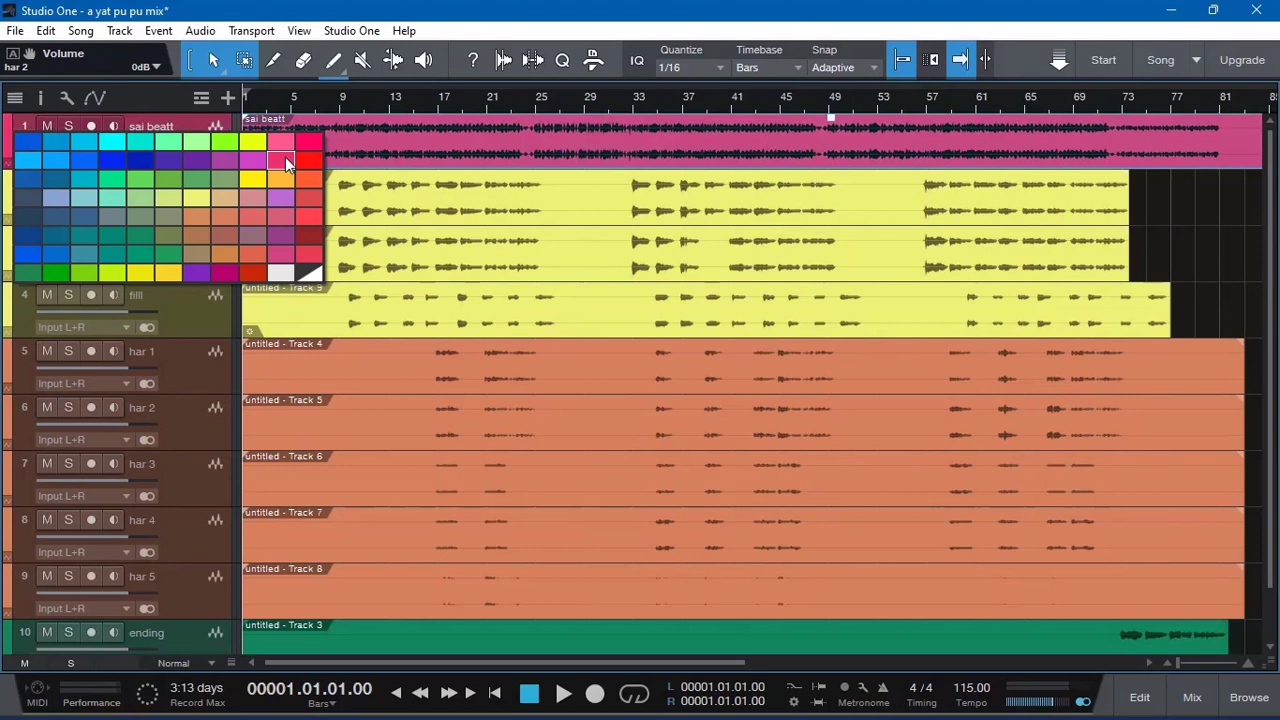 Studio One - a yat pu pu mix*
File Edit Song Track Event Audio Transport View Studio One Help
A Volume
har 2 0dB
? Q IQ
Quantize Timebase Snap
1/16 Bars Adaptive
Start Song Upgrade
1 5 9 13 17 21 25 29 33 37 41 45 49 53 57 61 65 69 73 77 81 85
1 M S sai beatt
sai beatt
4 M S filll
Input L+R
untitled - Track 9
5 M S har 1
Input L+R
untitled - Track 4
6 M S har 2
Input L+R
untitled - Track 5
7 M S har 3
Input L+R
untitled - Track 6
8 M S har 4
Input L+R
untitled - Track 7
9 M S har 5
Input L+R
untitled - Track 8
10 M S ending
untitled - Track 3
M S Normal
MIDI Performance
3:13 days
Record Max
00001.01.01.00
Bars
L 00001.01.01.00
R 00001.01.01.00
Metronome
4 / 4
Timing
115.00
Tempo
Edit Mix Browse